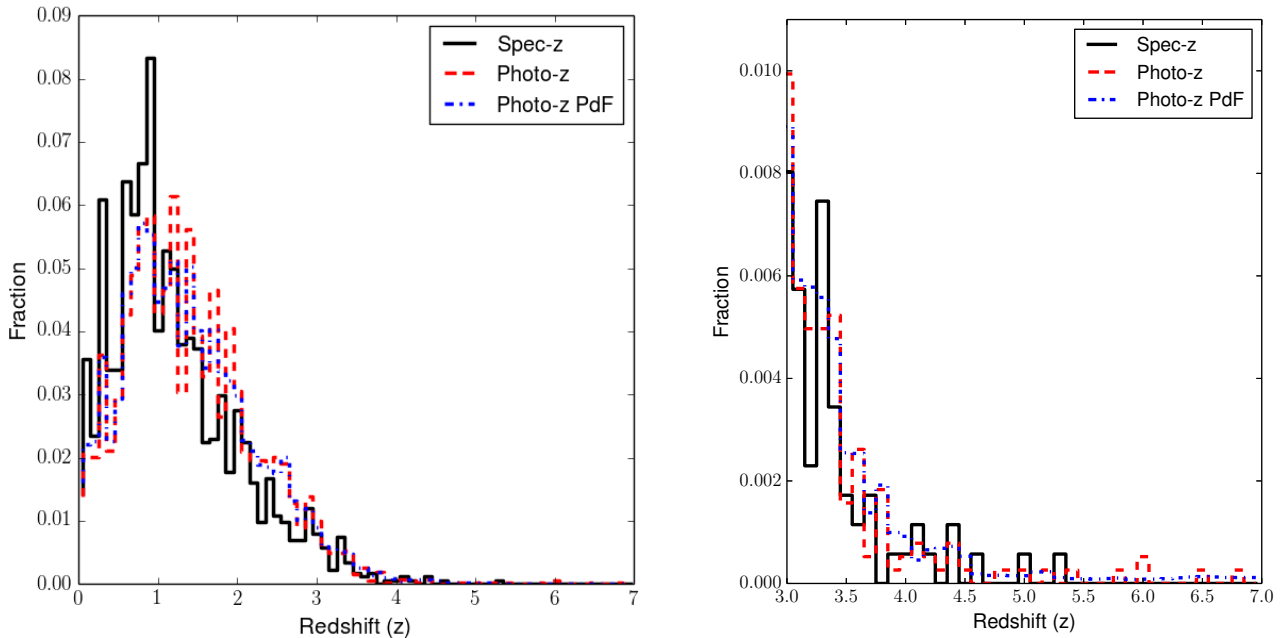 0.09
0.08
0.07
0.06
0.05
0.04
0.03
0.02
0.01
0.00
Fraction
0 1 2 3 4 5 6 7
Redshift (z)
Spec-z
Photo-z
Photo-z PdF
0.010
0.008
0.006
0.004
0.002
0.000
Fraction
3.0 3.5 4.0 4.5 5.0 5.5 6.0 6.5 7.0
Redshift (z)
Spec-z
Photo-z
Photo-z PdF